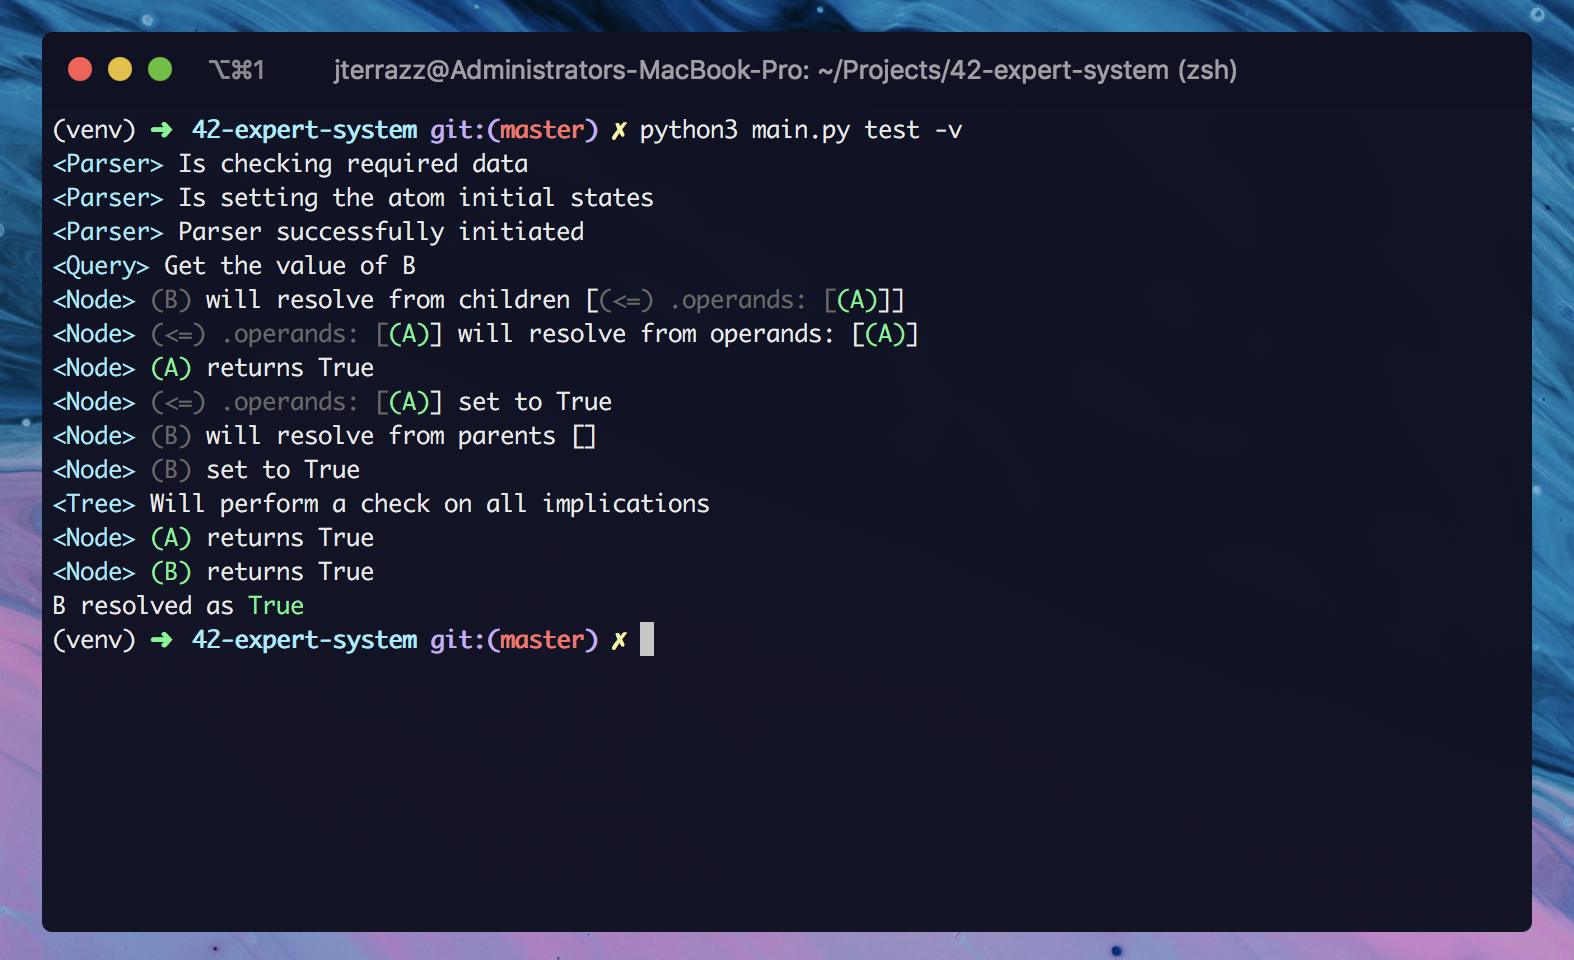 ⌥⌘1 jterrazz@Administrators-MacBook-Pro: ~/Projects/42-expert-system (zsh)
(venv) ➜ 42-expert-system git:(master) ✗ python3 main.py test -v
<Parser> Is checking required data
<Parser> Is setting the atom initial states
<Parser> Parser successfully initiated
<Query> Get the value of B
<Node> (B) will resolve from children [(<=) .operands: [(A)]]
<Node> (<=) .operands: [(A)] will resolve from operands: [(A)]
<Node> (A) returns True
<Node> (<=) .operands: [(A)] set to True
<Node> (B) will resolve from parents []
<Node> (B) set to True
<Tree> Will perform a check on all implications
<Node> (A) returns True
<Node> (B) returns True
B resolved as True
(venv) ➜ 42-expert-system git:(master) ✗